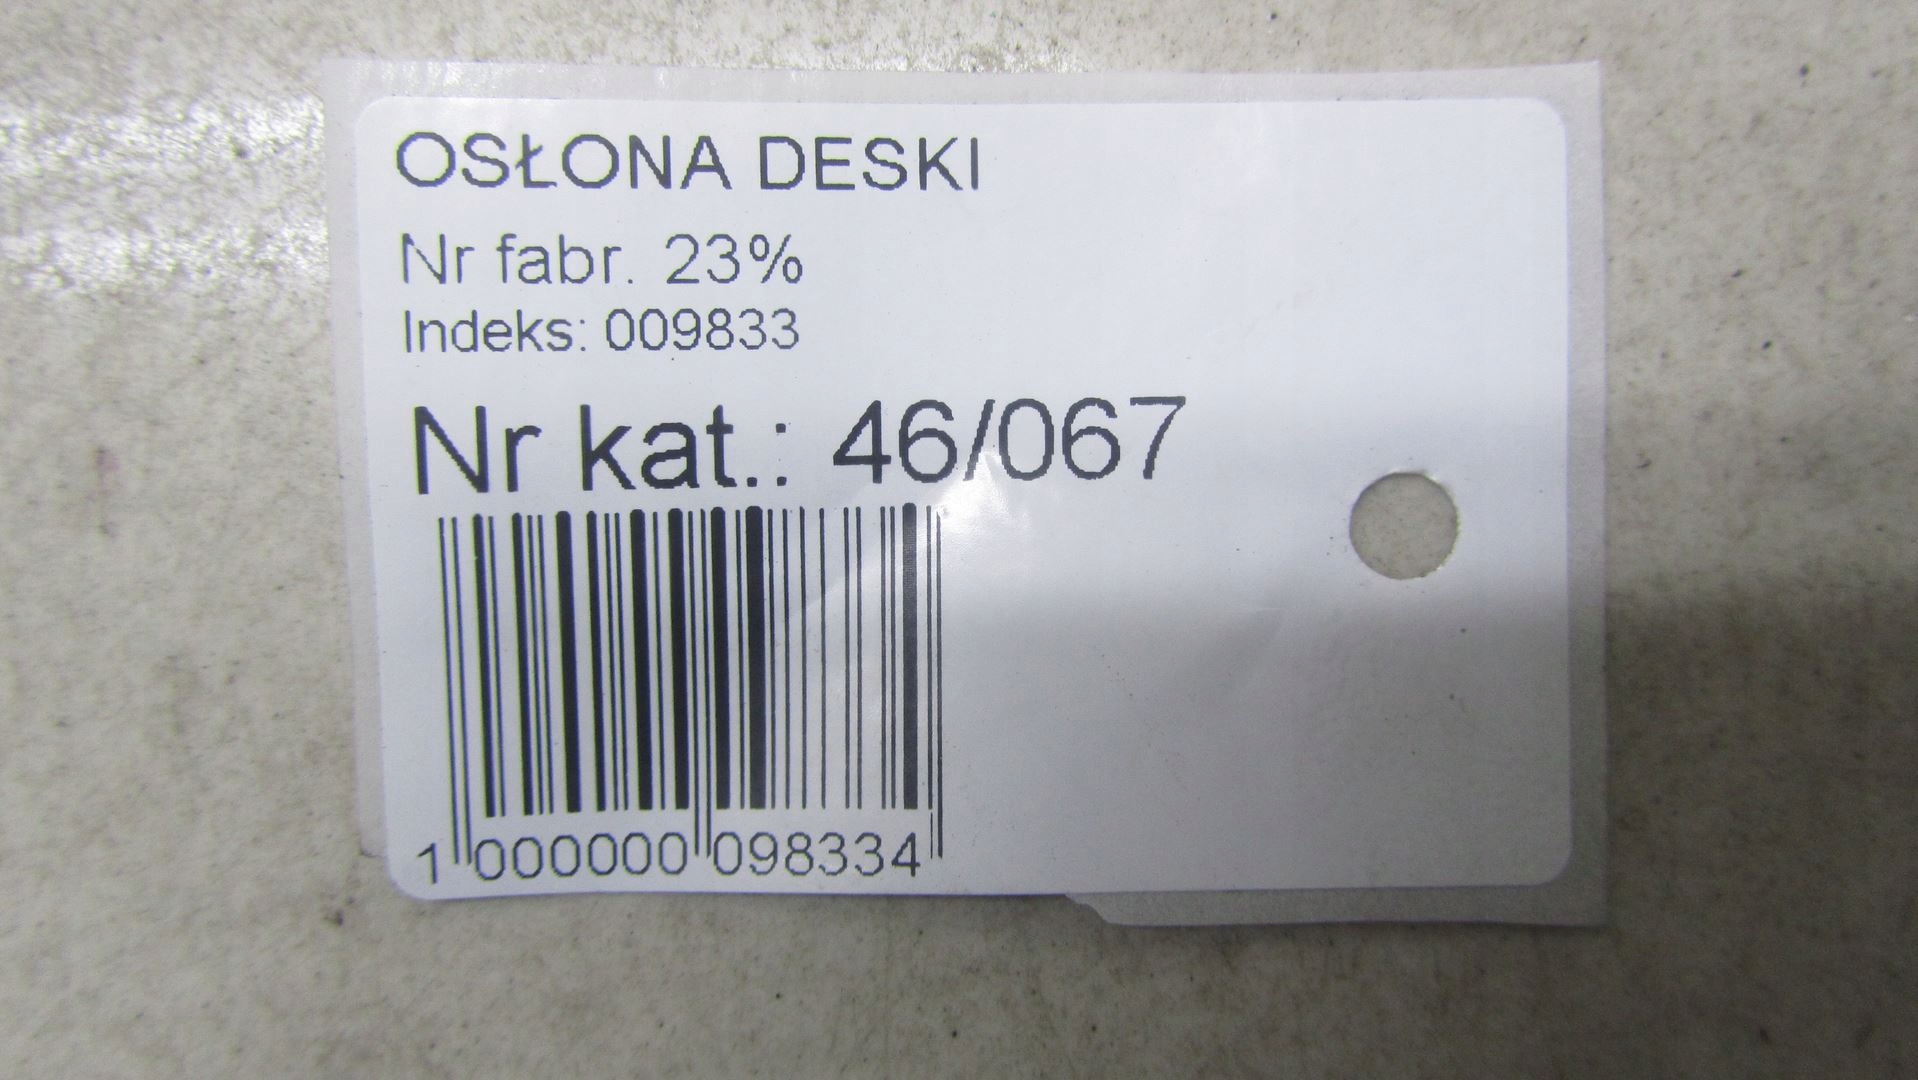 OSŁONA DESKI
Nr fabr. 23%
Indeks: 009833
Nr kat.: 46/067
1 000000 098334